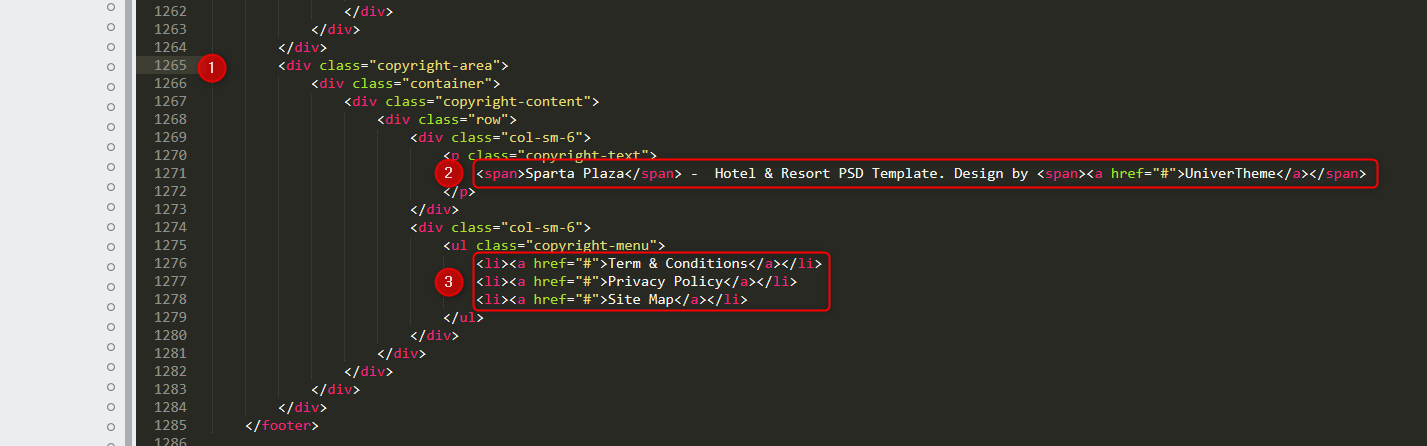 1262 </div>
1263 </div>
1264 </div>
1265 1 <div class="copyright-area">
1266 <div class="container">
1267 <div class="copyright-content">
1268 <div class="row">
1269 <div class="col-sm-6">
1270 <p class="copyright-text">
1271 2 <span>Sparta Plaza</span> -  Hotel & Resort PSD Template. Design by <span><a href="#">UniverTheme</a></span>
1272 </p>
1273 </div>
1274 <div class="col-sm-6">
1275 <ul class="copyright-menu">
1276 <li><a href="#">Term & Conditions</a></li>
1277 3 <li><a href="#">Privacy Policy</a></li>
1278 <li><a href="#">Site Map</a></li>
1279 </ul>
1280 </div>
1281 </div>
1282 </div>
1283 </div>
1284 </div>
1285 </footer>
1286